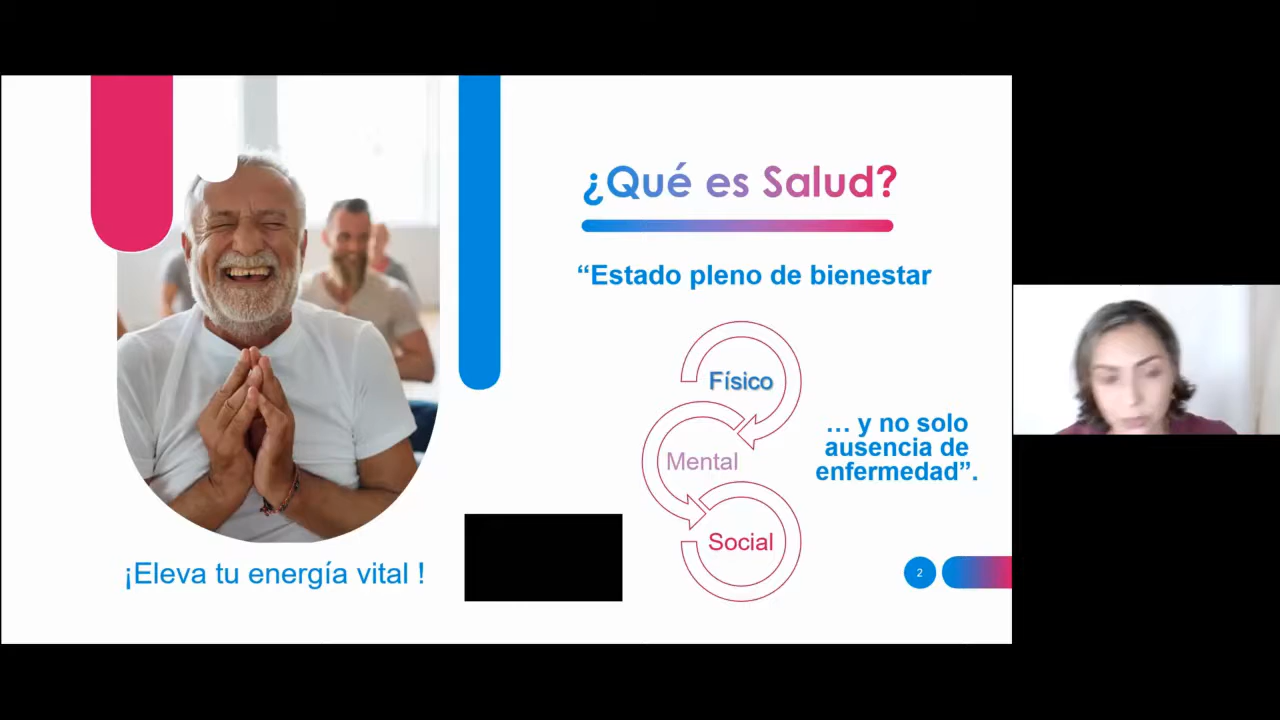 ¿Qué es Salud?
“Estado pleno de bienestar
Físico
Mental
Social
… y no solo
ausencia de
enfermedad”.
¡Eleva tu energía vital !
2